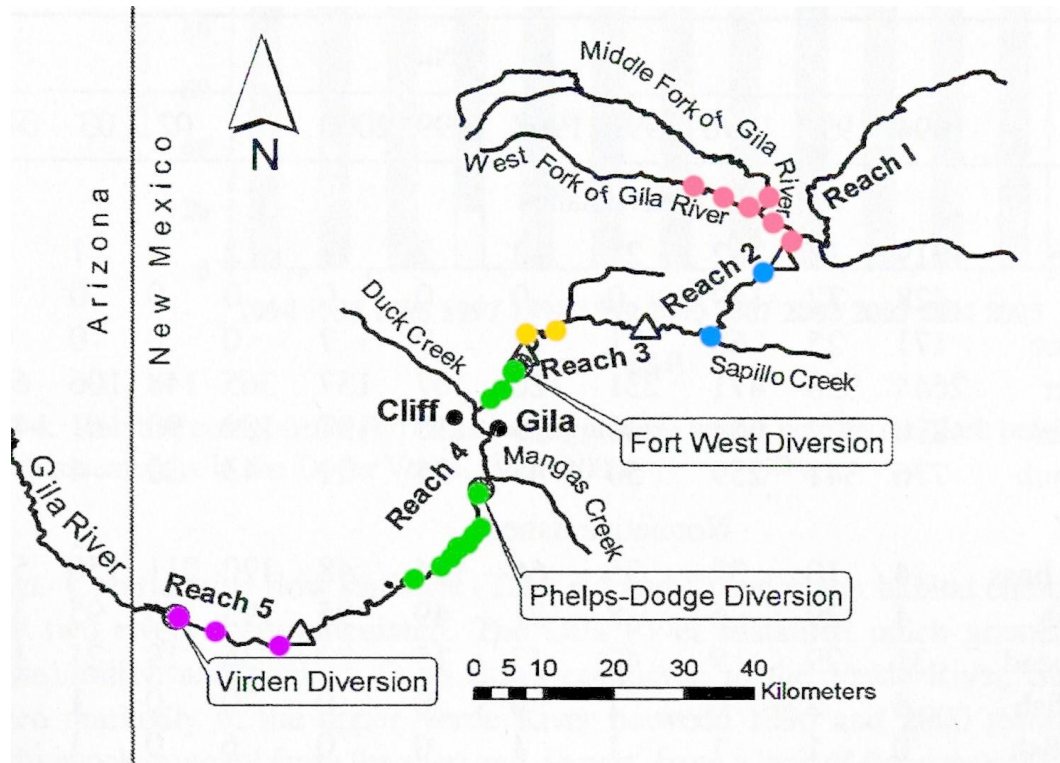 Middle Fork of Gila River
West Fork of Gila River
Reach 1
Reach 2
Arizona
New Mexico
N
Duck Creek
Reach 3
Sapillo Creek
Cliff
Gila
Fort West Diversion
Mangas Creek
Reach 4
Gila River
Phelps-Dodge Diversion
Reach 5
Virden Diversion
0 5 10 20 30 40
Kilometers